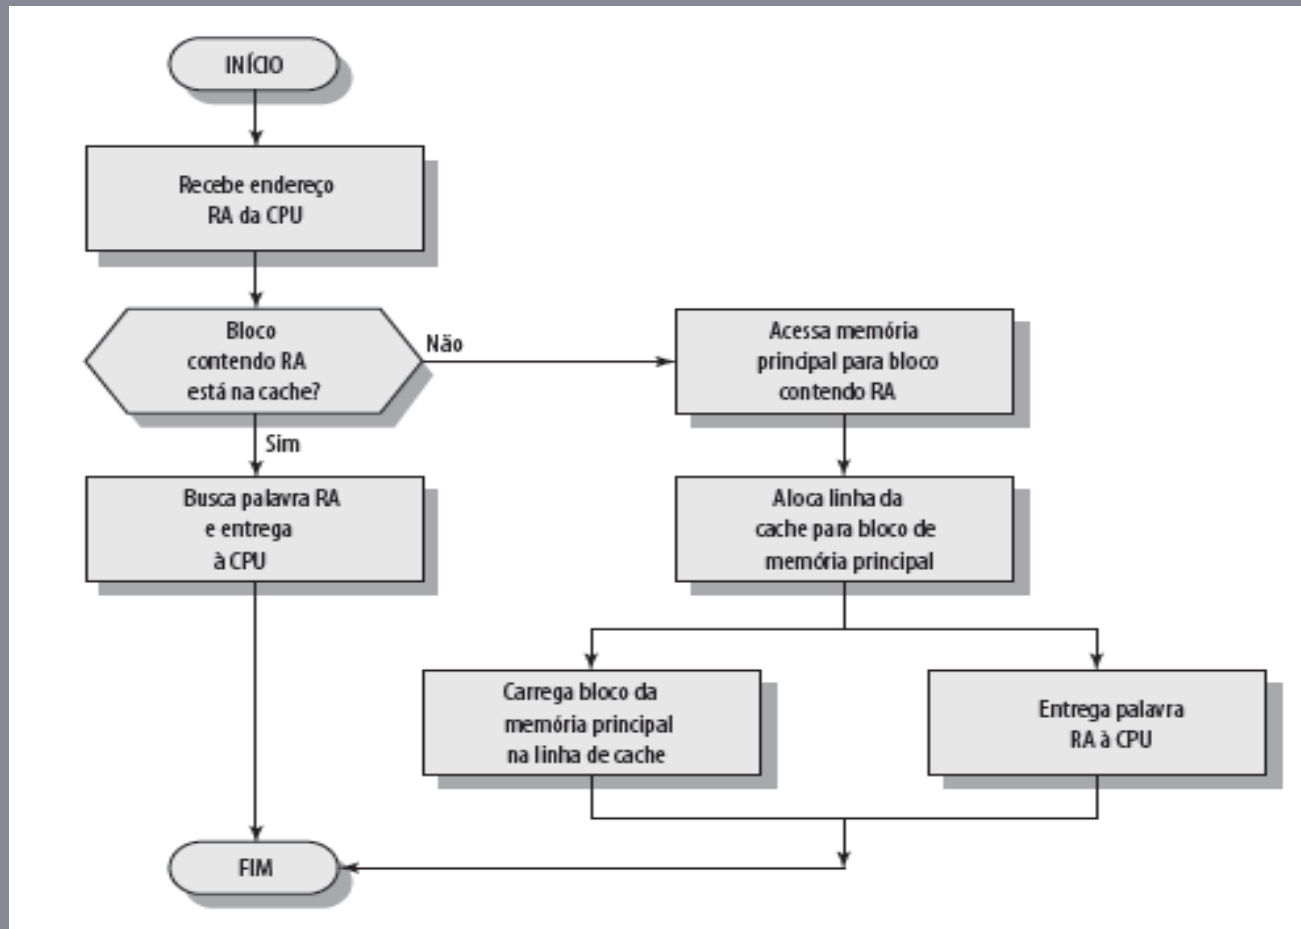 INÍCIO
Recebe endereço
RA da CPU
Bloco
contendo RA
está na cache?
Não
Acessa memória
principal para bloco
contendo RA
Sim
Busca palavra RA
e entrega
à CPU
Aloca linha da
cache para bloco de
memória principal
Carrega bloco da
memória principal
na linha de cache
Entrega palavra
RA à CPU
FIM